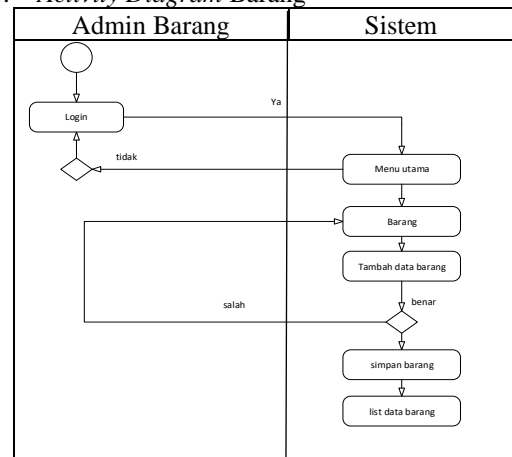 Activity Diagram Barang
Admin Barang
Sistem
Ya
Login
tidak
Menu utama
Barang
Tambah data barang
salah
benar
simpan barang
list data barang